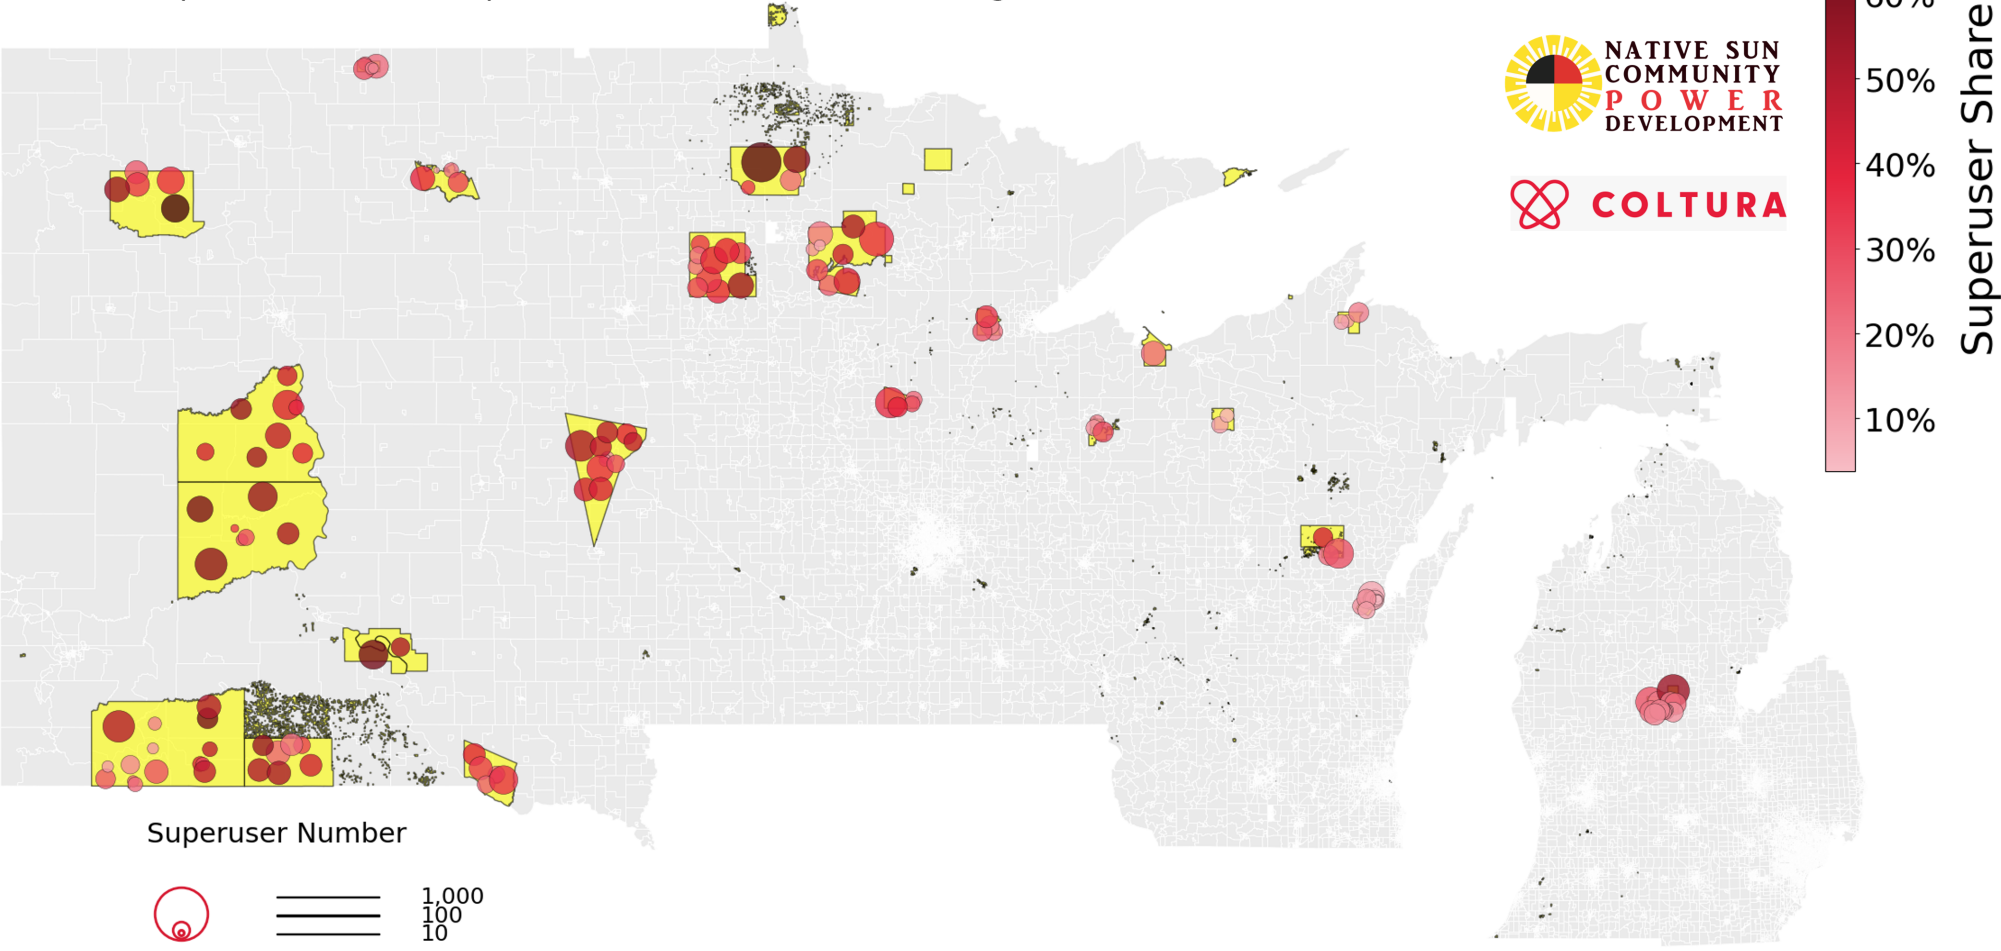 NATIVE SUN
COMMUNITY
POWER
DEVELOPMENT
COLTURA
60%
50%
40%
30%
20%
10%
Superuser Share
Superuser Number
1,000
100
10